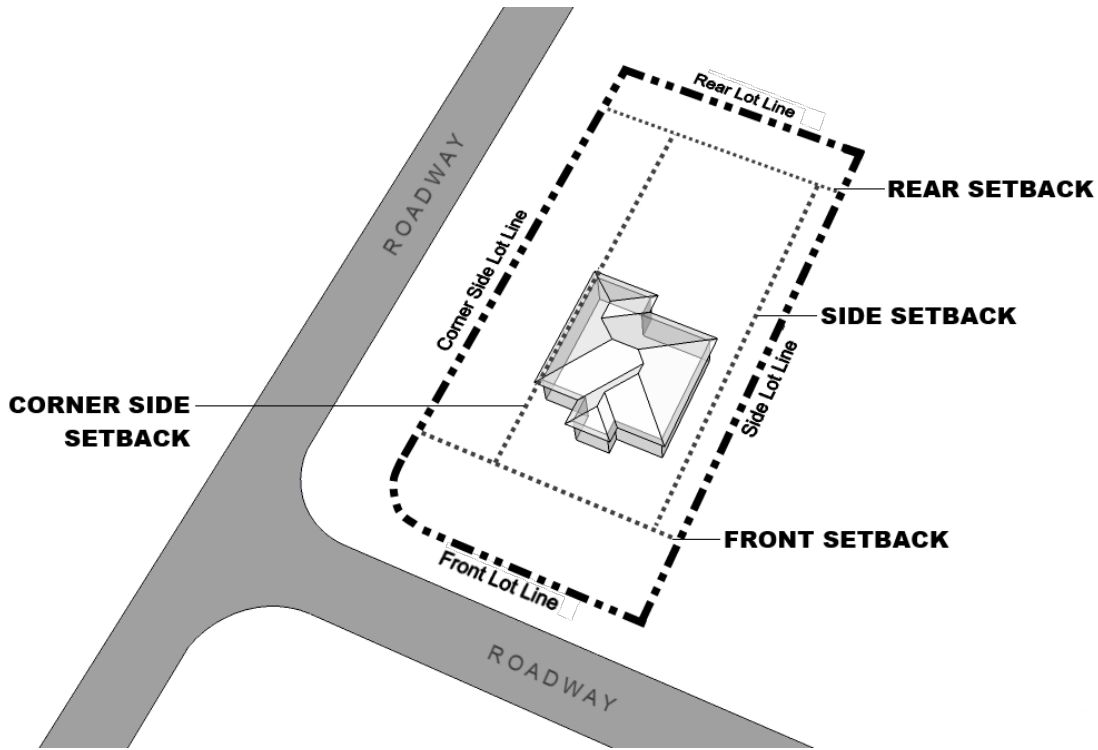 Rear Lot Line
ROADWAY
REAR SETBACK
Corner Side Lot Line
SIDE SETBACK
Side Lot Line
CORNER SIDE
SETBACK
FRONT SETBACK
Front Lot Line
ROADWAY